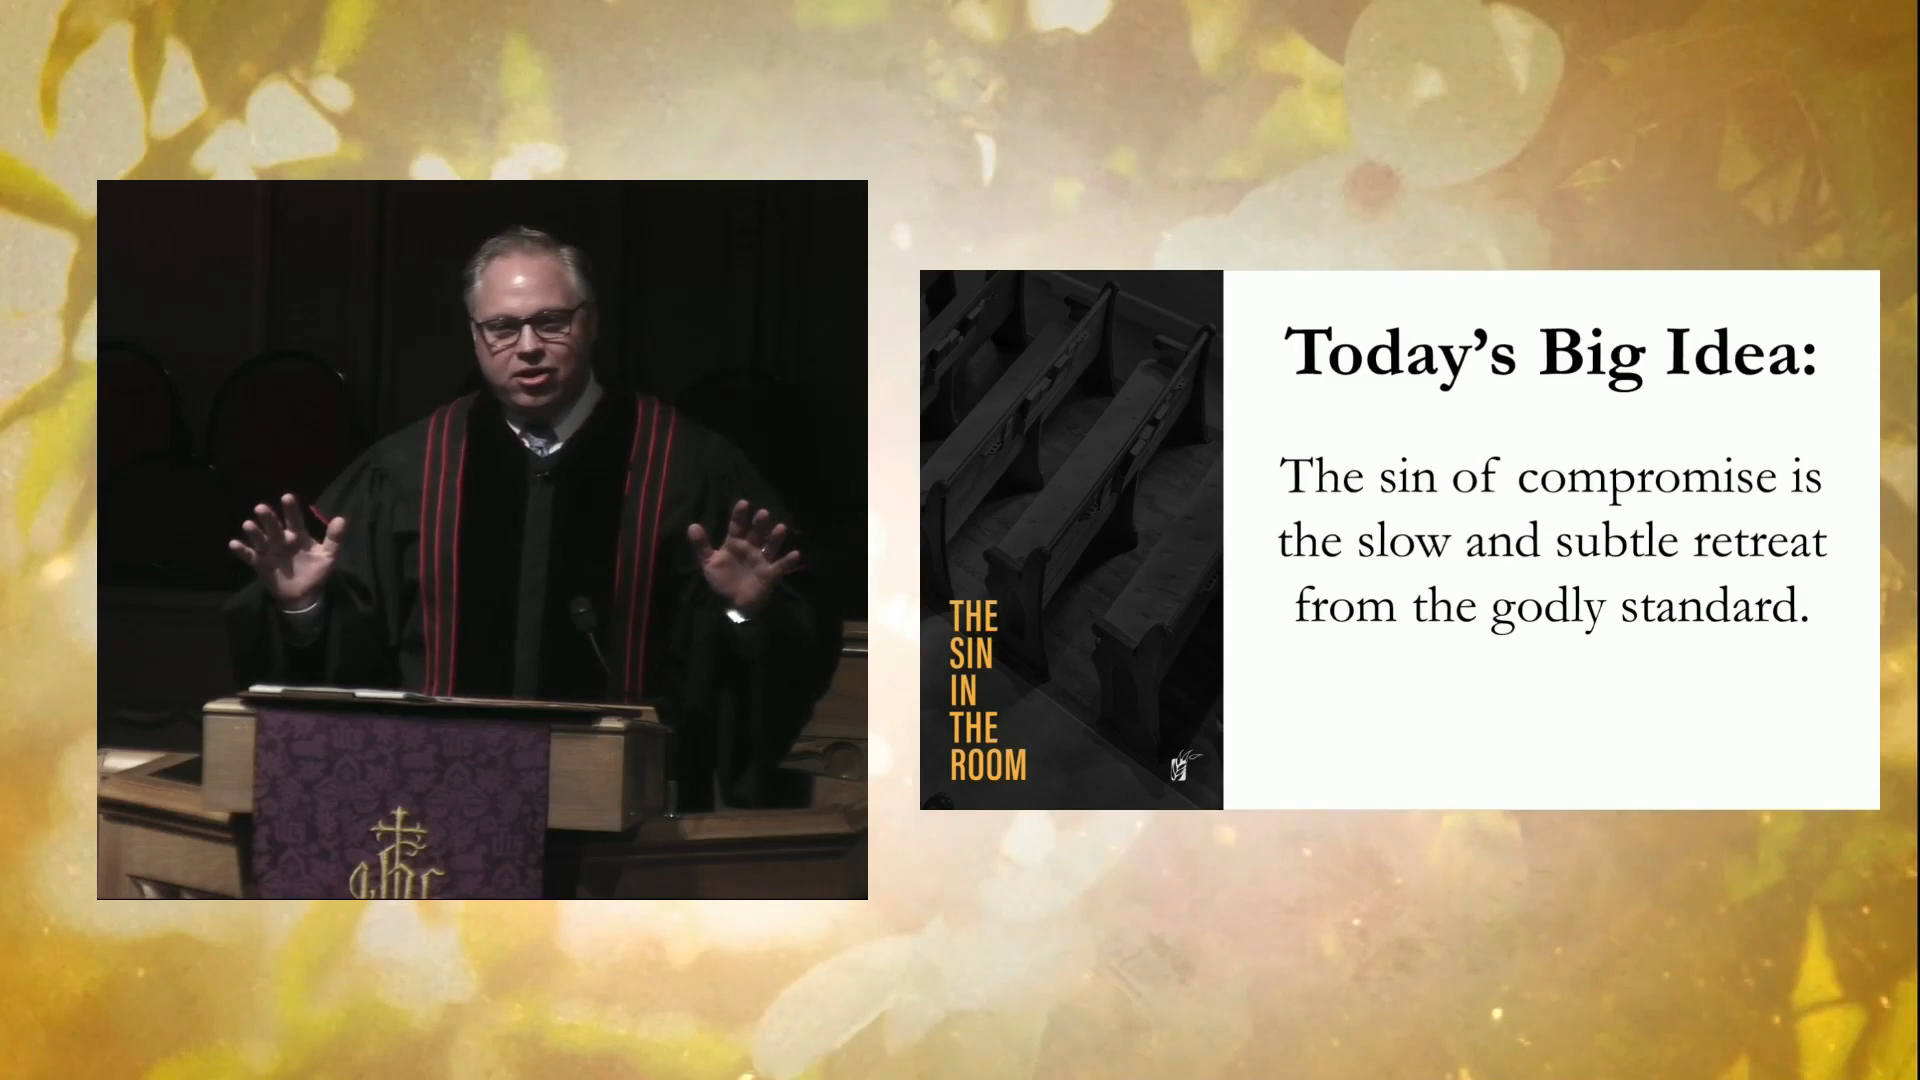 THE
SIN
IN
THE
ROOM
Today’s Big Idea:
The sin of compromise is
the slow and subtle retreat
from the godly standard.